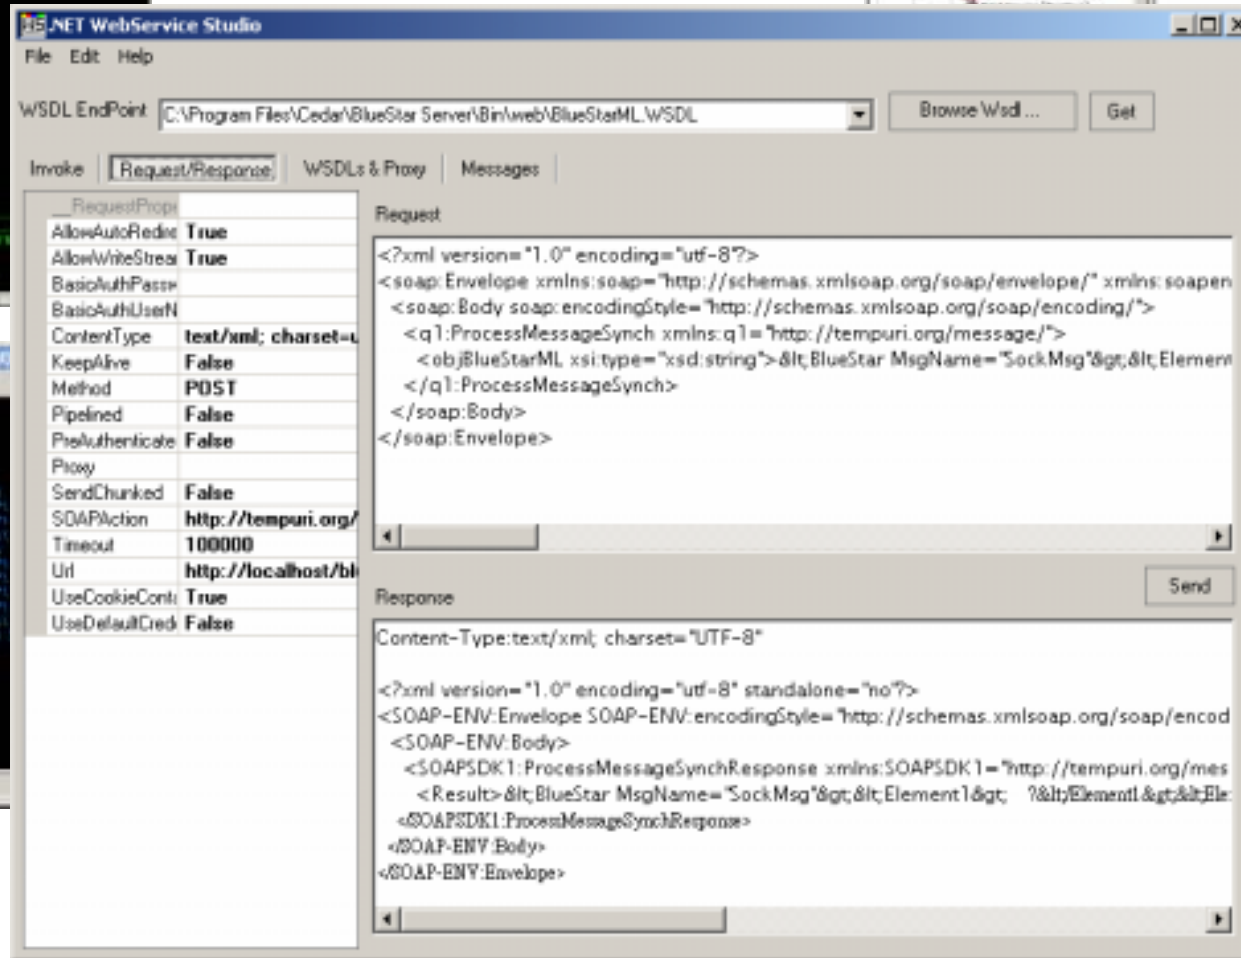 .NET WebService Studio
File Edit Help
WSDL EndPoint C:\Program Files\Cedar\BlueStar Server\Bin\web\BlueStarML.WSDL Browse Wsdl ... Get
Invoke Request/Response WSDLs & Proxy Messages
__RequestPrope
AllowAutoRedire True
AllowWriteStrear True
BasicAuthPassw
BasicAuthUserN
ContentType text/xml; charset=u
KeepAlive False
Method POST
Pipelined False
PreAuthenticate False
Proxy
SendChunked False
SOAPAction http://tempuri.org/
Timeout 100000
Url http://localhost/bl
UseCookieConta True
UseDefaultCred False
Request
<?xml version="1.0" encoding="utf-8"?>
<soap:Envelope xmlns:soap="http://schemas.xmlsoap.org/soap/envelope/" xmlns:soapen
<soap:Body soap:encodingStyle="http://schemas.xmlsoap.org/soap/encoding/">
<q1:ProcessMessageSynch xmlns:q1="http://tempuri.org/message/">
<objBlueStarML xsi:type="xsd:string">&lt;BlueStar MsgName="SockMsg"&gt;&lt;Element
</q1:ProcessMessageSynch>
</soap:Body>
</soap:Envelope>
Send
Response
Content-Type:text/xml; charset="UTF-8"
<?xml version="1.0" encoding="utf-8" standalone="no"?>
<SOAP-ENV:Envelope SOAP-ENV:encodingStyle="http://schemas.xmlsoap.org/soap/encod
<SOAP-ENV:Body>
<SOAPSDK1:ProcessMessageSynchResponse xmlns:SOAPSDK1="http://tempuri.org/mes
<Result>&lt;BlueStar MsgName="SockMsg"&gt;&lt;Element1&gt; ?&lt;/Element1&gt;&lt;Ele
</SOAPSDK1:ProcessMessageSynchResponse>
</SOAP-ENV:Body>
</SOAP-ENV:Envelope>